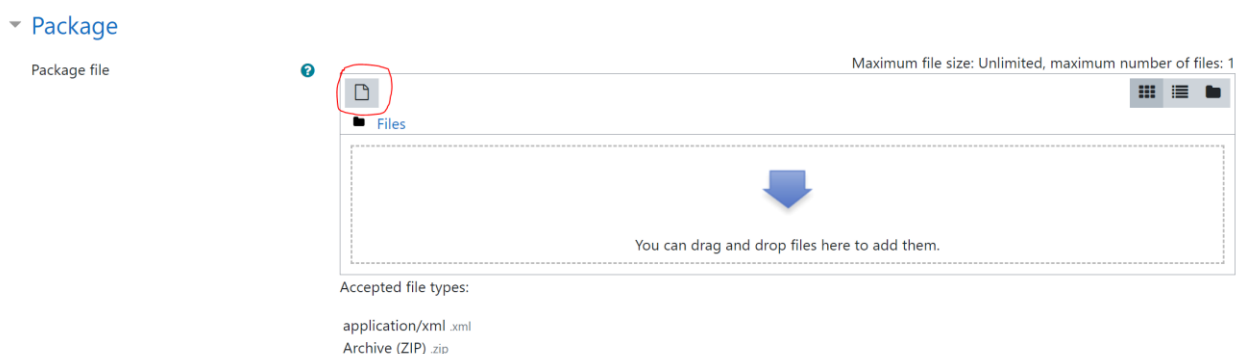 Package
Package file
?
Maximum file size: Unlimited, maximum number of files: 1
Files
You can drag and drop files here to add them.
Accepted file types:
application/xml .xml
Archive (ZIP) .zip